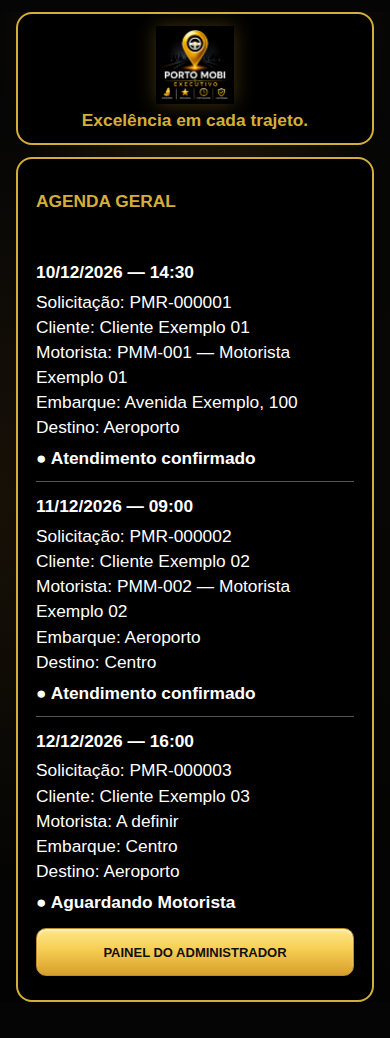 PORTO MOBI
EXECUTIVO
Excelência em cada trajeto.
AGENDA GERAL
10/12/2026 — 14:30
Solicitação: PMR-000001
Cliente: Cliente Exemplo 01
Motorista: PMM-001 — Motorista
Exemplo 01
Embarque: Avenida Exemplo, 100
Destino: Aeroporto
● Atendimento confirmado
11/12/2026 — 09:00
Solicitação: PMR-000002
Cliente: Cliente Exemplo 02
Motorista: PMM-002 — Motorista
Exemplo 02
Embarque: Aeroporto
Destino: Centro
● Atendimento confirmado
12/12/2026 — 16:00
Solicitação: PMR-000003
Cliente: Cliente Exemplo 03
Motorista: A definir
Embarque: Centro
Destino: Aeroporto
● Aguardando Motorista
PAINEL DO ADMINISTRADOR